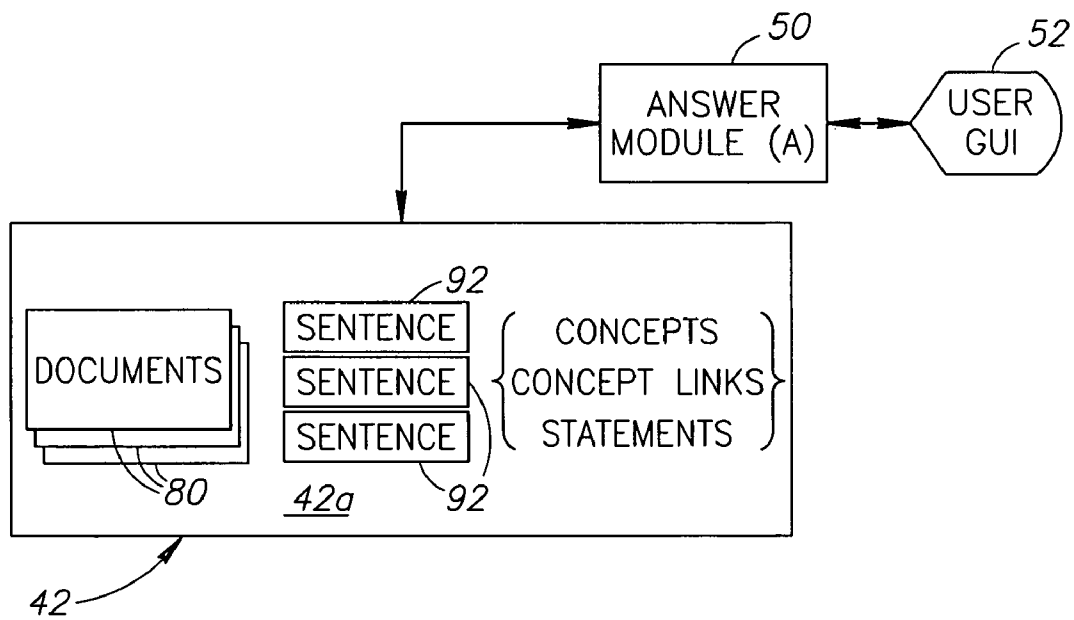 50
52
ANSWER
MODULE (A)
USER
GUI
92
DOCUMENTS
SENTENCE
SENTENCE
SENTENCE
CONCEPTS
CONCEPT LINKS
STATEMENTS
80
42a
92
42